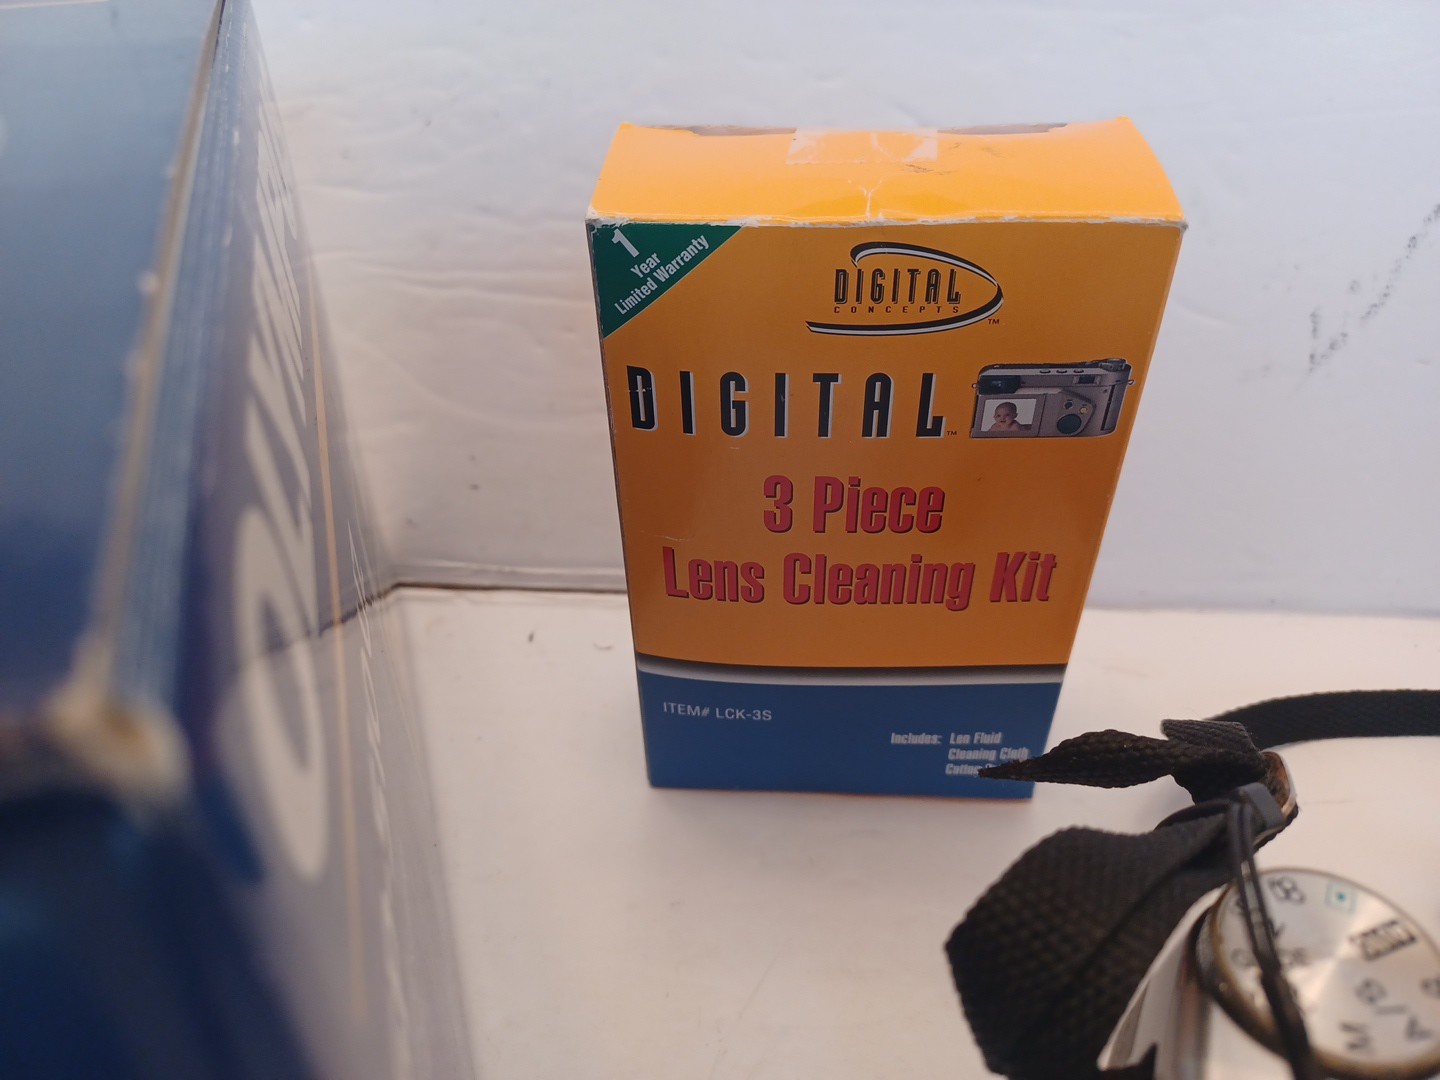 1
Year
Limited Warranty
DIGITAL
CONCEPTS
TM
DIGITAL TM
3 Piece
Lens Cleaning Kit
ITEM# LCK-3S
Includes: Len Fluid
Cleaning Cloth
GUIDE
A/S
M